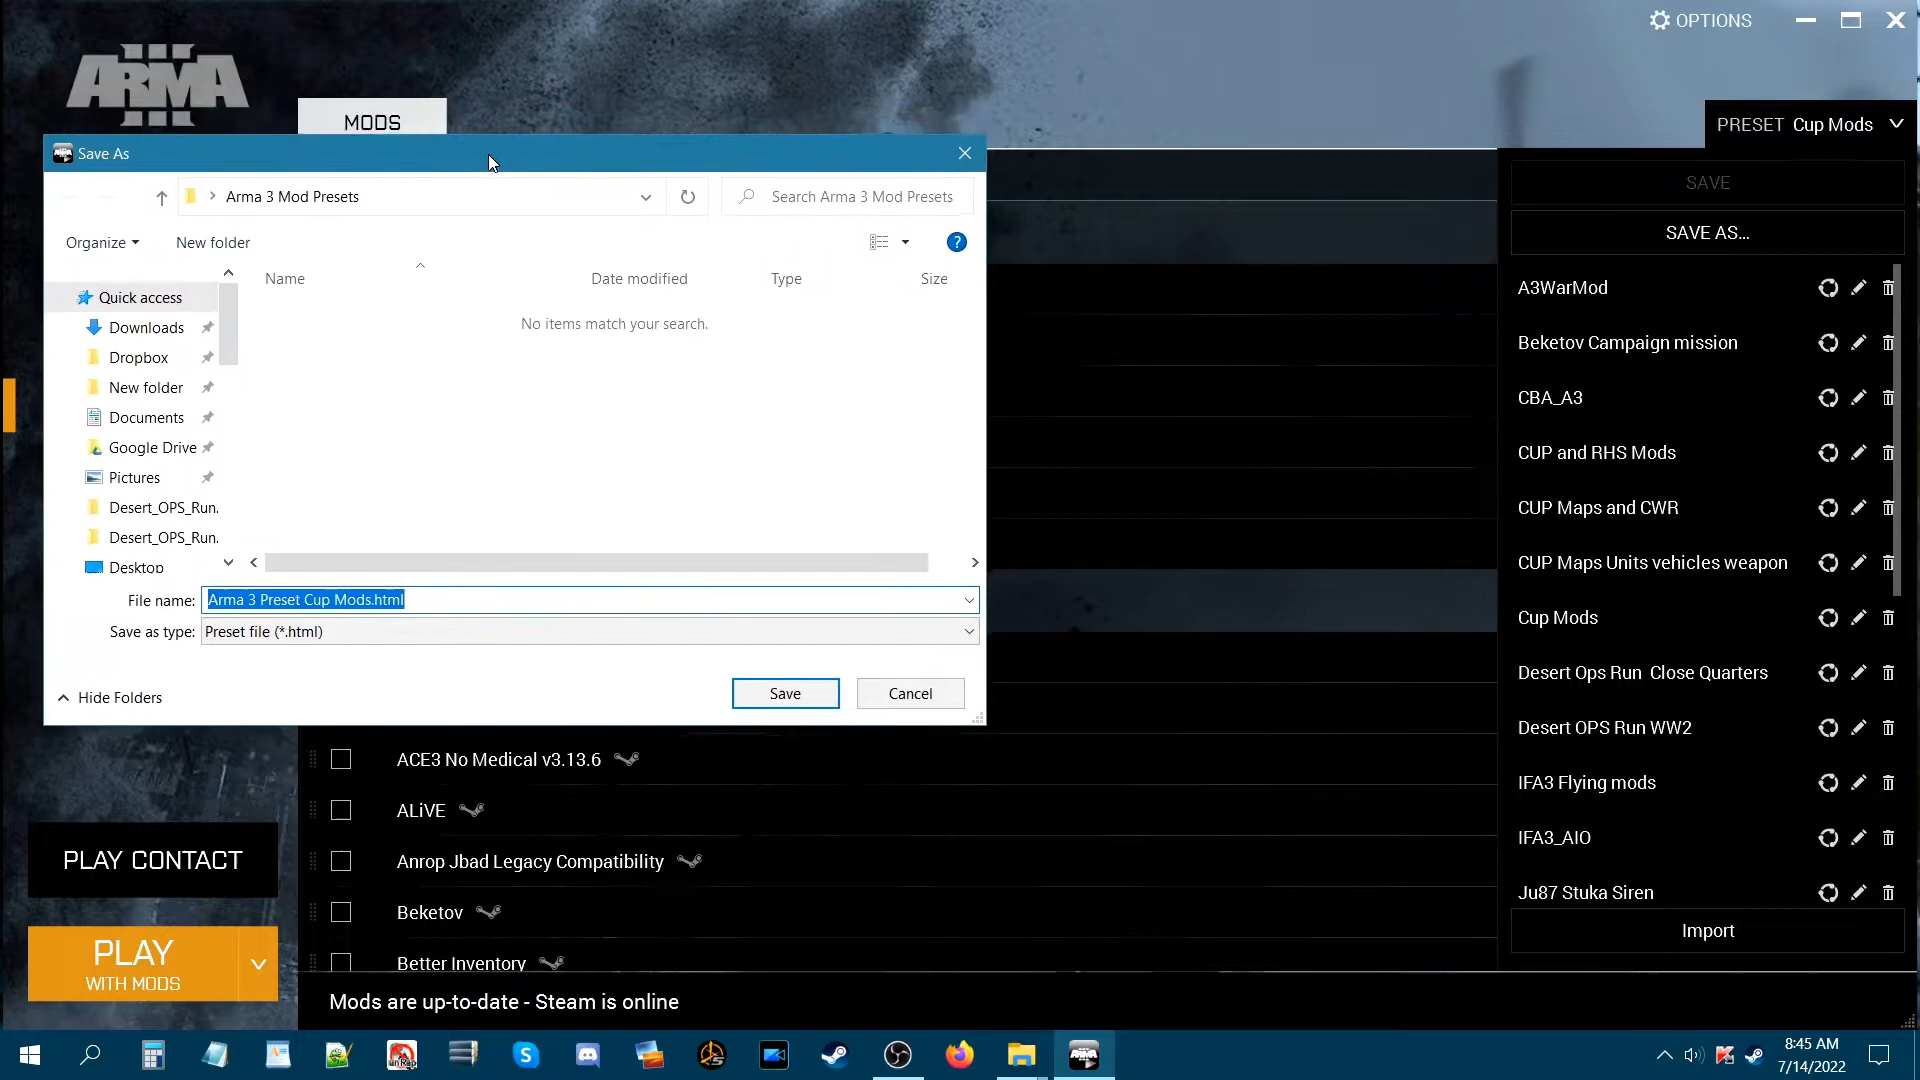 OPTIONS
ARMA
III
MODS
PRESET Cup Mods
Save As
SAVE
Arma 3 Mod Presets
Search Arma 3 Mod Presets
SAVE AS...
Organize
New folder
?
Name
Date modified
Type
Size
No items match your search.
Quick access
Downloads
Dropbox
New folder
Documents
Google Drive
Pictures
Desert_OPS_Run.
Desert_OPS_Run.
Desktop
File name:
Arma 3 Preset Cup Mods.html
Save as type:
Preset file (*.html)
Hide Folders
Save
Cancel
A3WarMod
Beketov Campaign mission
CBA_A3
CUP and RHS Mods
CUP Maps and CWR
CUP Maps Units vehicles weapon
Cup Mods
Desert Ops Run Close Quarters
Desert OPS Run WW2
IFA3 Flying mods
IFA3_AIO
Ju87 Stuka Siren
Import
ACE3 No Medical v3.13.6
ALiVE
Anrop Jbad Legacy Compatibility
Beketov
Better Inventory
PLAY CONTACT
PLAY
WITH MODS
Mods are up-to-date - Steam is online
8:45 AM
7/14/2022